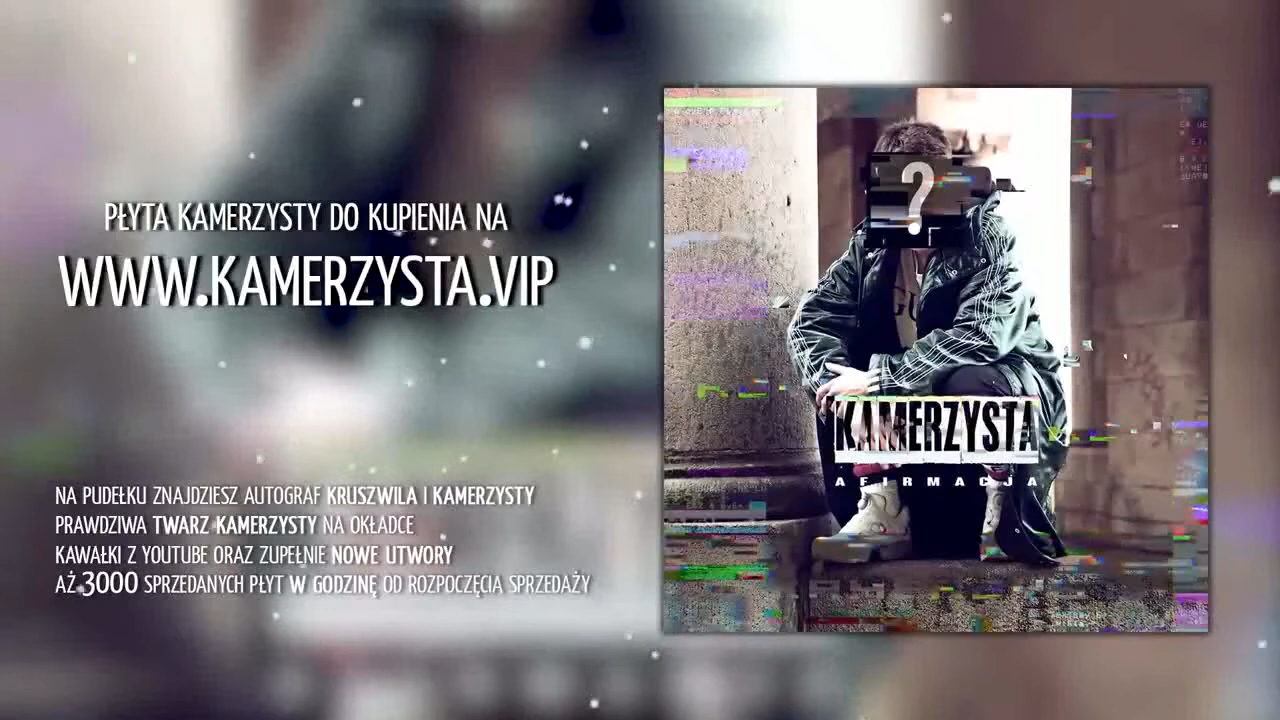 PŁYTA KAMERZYSTY DO KUPIENIA NA
WWW.KAMERZYSTA.VIP
NA PUDEŁKU ZNAJDZIESZ AUTOGRAF KRUSZWILA I KAMERZYSTY
PRAWDZIWA TWARZ KAMERZYSTY NA OKŁADCE
KAWAŁKI Z YOUTUBE ORAZ ZUPEŁNIE NOWE UTWORY
AŻ 3000 SPRZEDANYCH PŁYT W GODZINĘ OD ROZPOCZĘCIA SPRZEDAŻY
?
KAMERZYSTA
AFIRMACJA